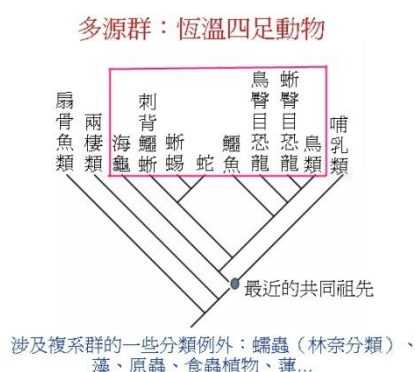 多源群：恆溫四足動物
扇骨魚類
兩棲類
海龜
刺背鱷蜥
蜥蜴
蛇
鱷魚
鳥臀目恐龍
蜥臀目恐龍
鳥類
哺乳類
最近的共同祖先
涉及複系群的一些分類例外：蠕蟲（林奈分類）、
藻、原蟲、食蟲植物、蓮...